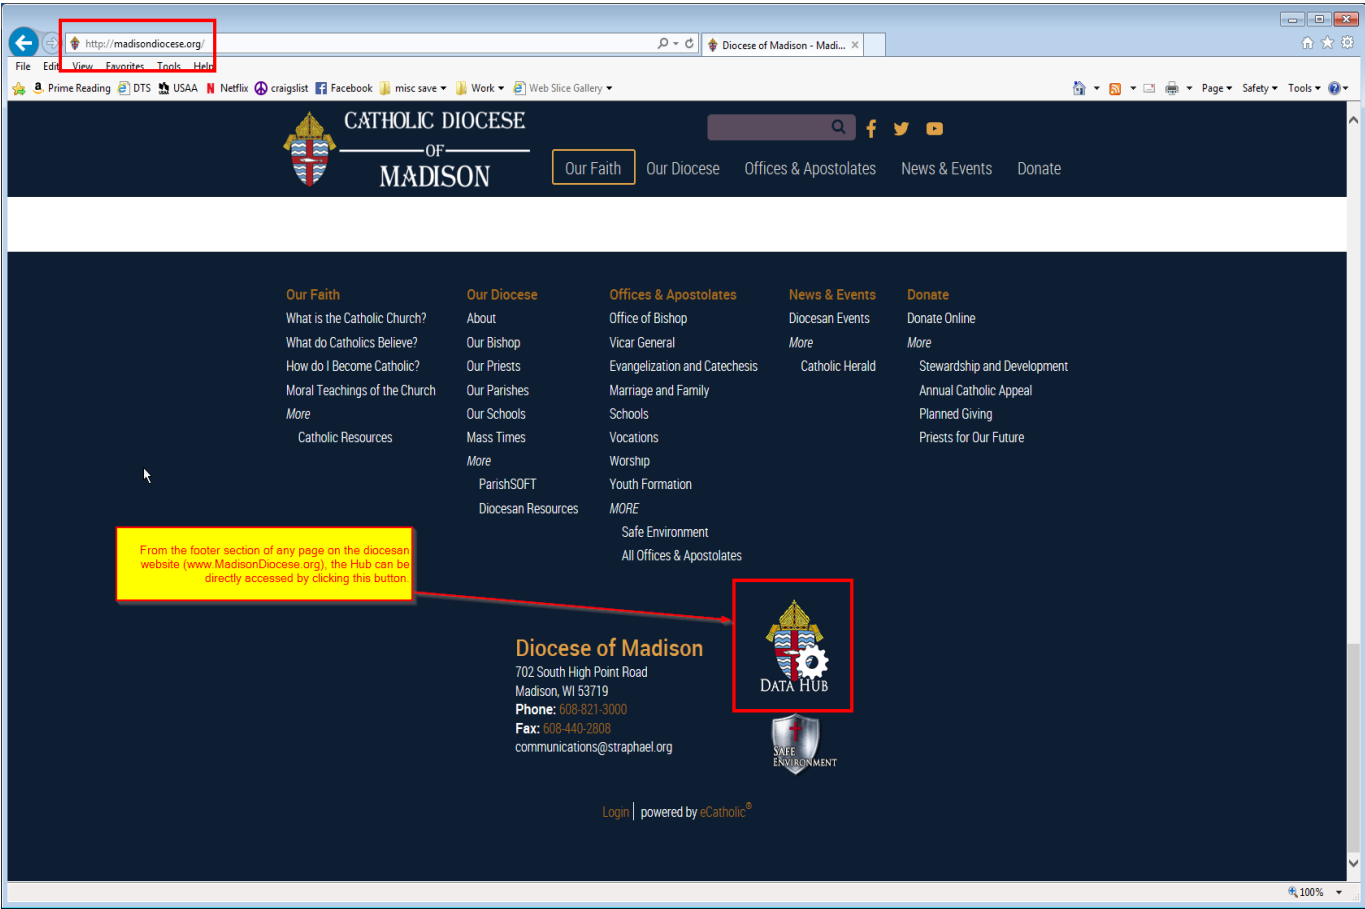 http://madisondiocese.org/
Diocese of Madison - Madi...
File Edit View Favorites Tools Help
Prime Reading DTS USAA Netflix craigslist Facebook misc save Work Web Slice Gallery Page Safety Tools
CATHOLIC DIOCESE
OF
MADISON
Our Faith Our Diocese Offices & Apostolates News & Events Donate
Our Faith
What is the Catholic Church?
What do Catholics Believe?
How do I Become Catholic?
Moral Teachings of the Church
More
Catholic Resources
Our Diocese
About
Our Bishop
Our Priests
Our Parishes
Our Schools
Mass Times
More
ParishSOFT
Diocesan Resources
Offices & Apostolates
Office of Bishop
Vicar General
Evangelization and Catechesis
Marriage and Family
Schools
Vocations
Worship
Youth Formation
MORE
Safe Environment
All Offices & Apostolates
News & Events
Diocesan Events
More
Catholic Herald
Donate
Donate Online
More
Stewardship and Development
Annual Catholic Appeal
Planned Giving
Priests for Our Future
From the footer section of any page on the diocesan
website (www.MadisonDiocese.org), the Hub can be
directly accessed by clicking this button.
Diocese of Madison
702 South High Point Road
Madison, WI 53719
Phone: 608-821-3000
Fax: 608-440-2808
communications@straphael.org
DATA HUB
SAFE
ENVIRONMENT
Login | powered by eCatholic®
100%